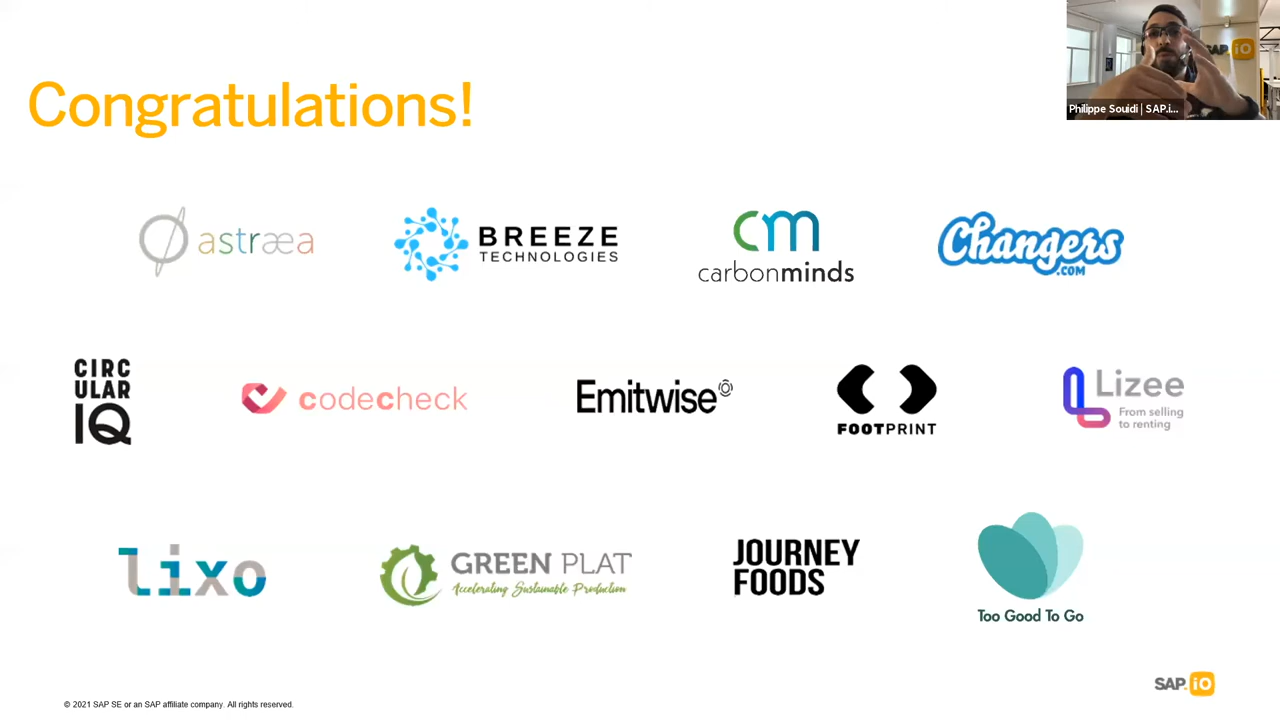 Congratulations!
SAP iO
Philippe Souidi | SAP.i...
astræa
BREEZE
TECHNOLOGIES
cm
carbonminds
Changers
.COM
CIRC
ULAR
IQ
codecheck
Emitwise
FOOTPRINT
Lizee
From selling
to renting
lixo
GREEN PLAT
Accelerating Sustainable Production
JOURNEY
FOODS
Too Good To Go
SAP.iO
© 2021 SAP SE or an SAP affiliate company. All rights reserved.